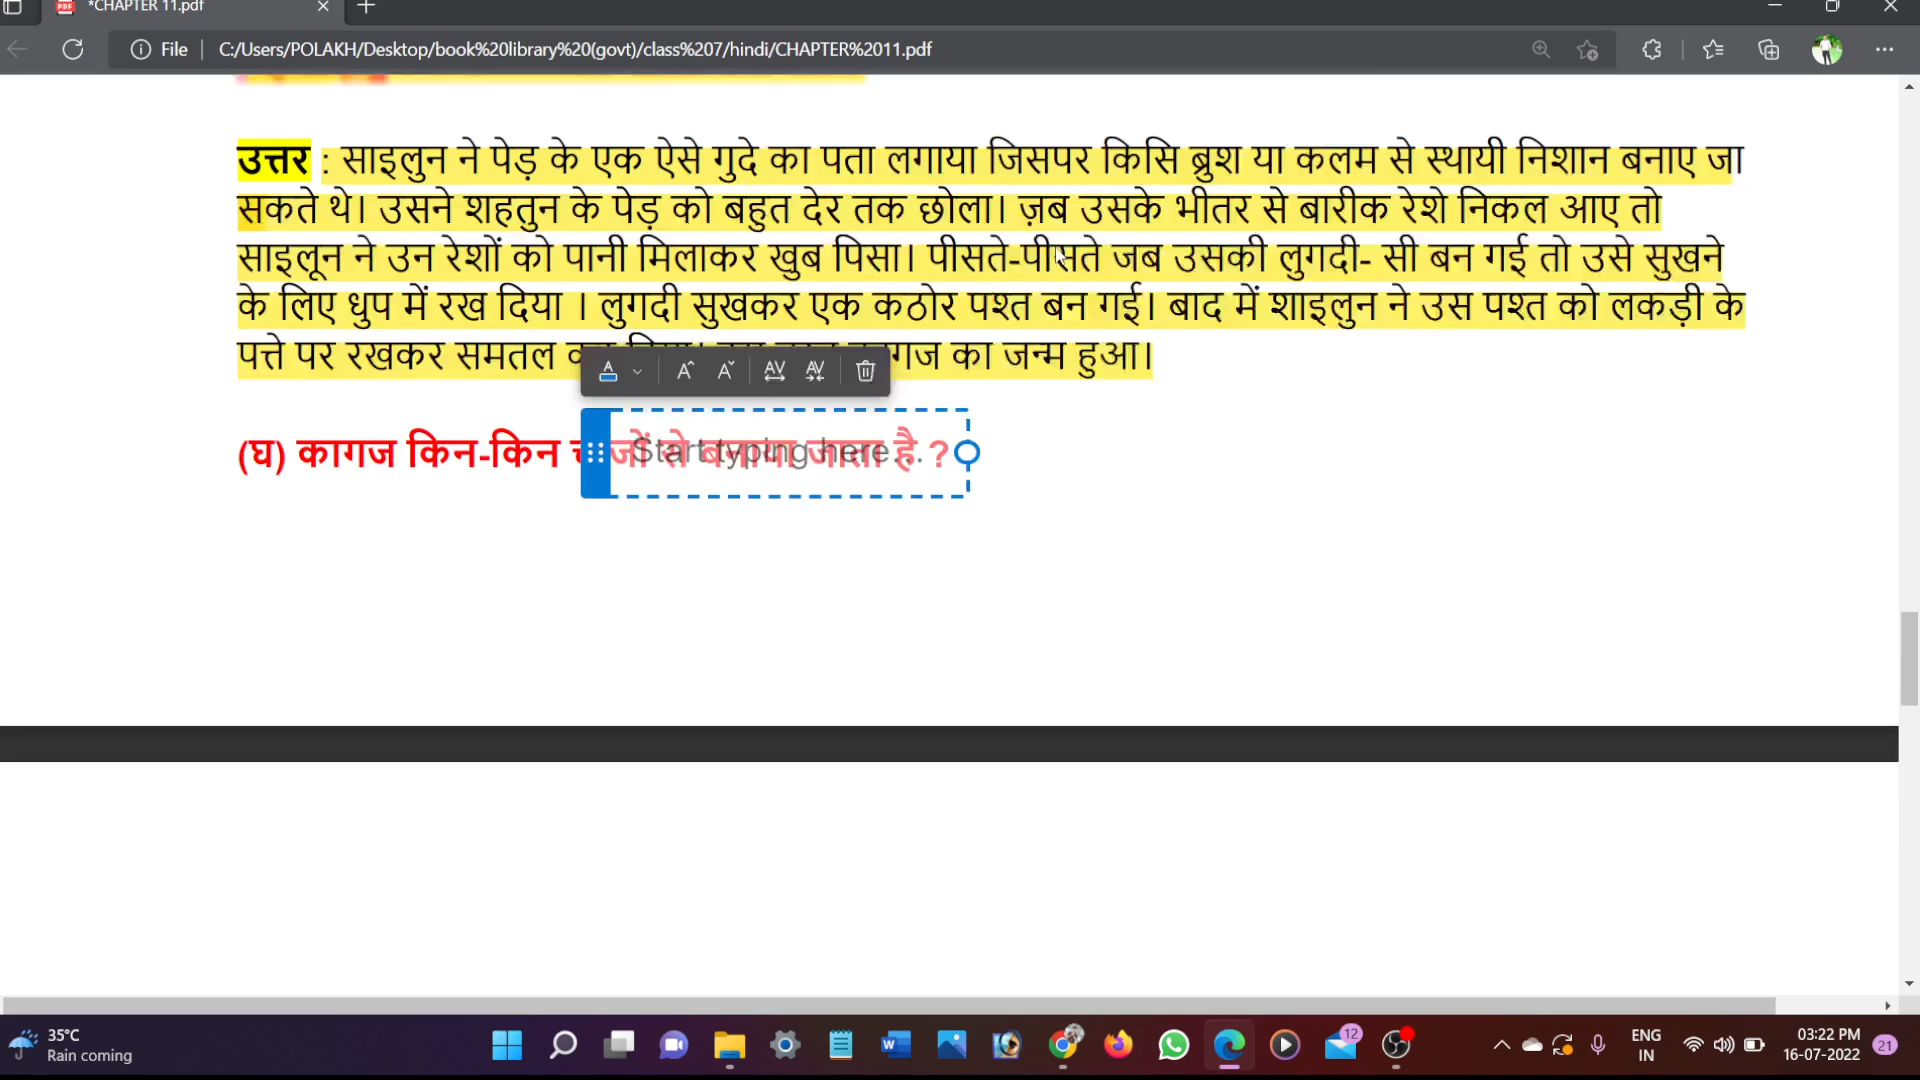 *CHAPTER 11.pdf
File
C:/Users/POLAKH/Desktop/book%20library%20(govt)/class%207/hindi/CHAPTER%2011.pdf
उत्तर : साइलुन ने पेड़ के एक ऐसे गुदे का पता लगाया जिसपर किसि ब्रुश या कलम से स्थायी निशान बनाए जा
सकते थे। उसने शहतुन के पेड़ को बहुत देर तक छोला। ज़ब उसके भीतर से बारीक रेशे निकल आए तो
साइलून ने उन रेशों को पानी मिलाकर खुब पिसा। पीसते-पीसते जब उसकी लुगदी- सी बन गई तो उसे सुखने
के लिए धुप में रख दिया । लुगदी सुखकर एक कठोर पश्त बन गई। बाद में शाइलुन ने उस पश्त को लकड़ी के
पत्ते पर रखकर समतल का जन्म हुआ।
(घ) कागज किन-किन जों से बनाया जाता है ?
Start typing here...
35°C
Rain coming
12
ENG
IN
03:22 PM
16-07-2022
21